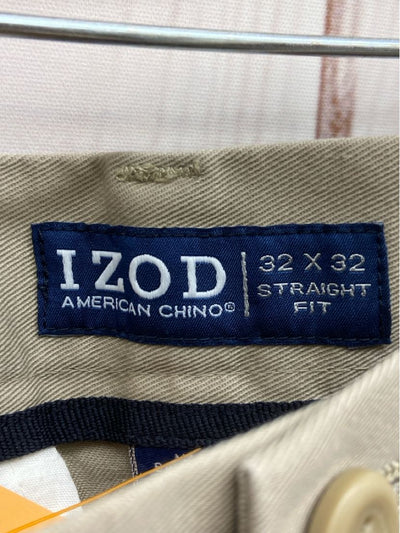 IZOD
AMERICAN CHINO®
32 X 32
STRAIGHT
FIT